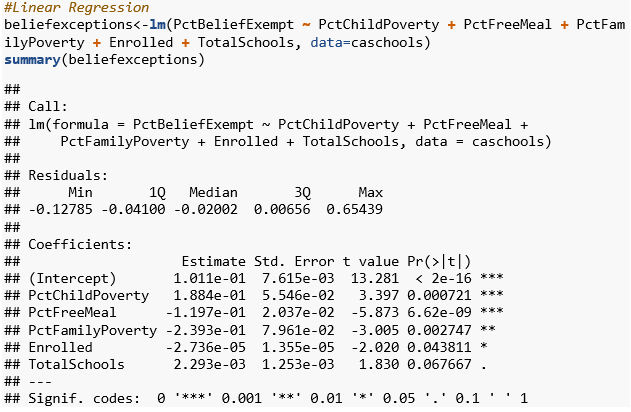 #Linear Regression
beliefexceptions<-lm(PctBeliefExempt ~ PctChildPoverty + PctFreeMeal + PctFam
ilyPoverty + Enrolled + TotalSchools, data=caschools)
summary(beliefexceptions)
##
## Call:
## lm(formula = PctBeliefExempt ~ PctChildPoverty + PctFreeMeal +
##     PctFamilyPoverty + Enrolled + TotalSchools, data = caschools)
##
## Residuals:
##      Min       1Q   Median       3Q      Max
## -0.12785 -0.04100 -0.02002  0.00656  0.65439
##
## Coefficients:
##                    Estimate Std. Error t value Pr(>|t|)
## (Intercept)       1.011e-01  7.615e-03  13.281  < 2e-16 ***
## PctChildPoverty   1.884e-01  5.546e-02   3.397 0.000721 ***
## PctFreeMeal      -1.197e-01  2.037e-02  -5.873 6.62e-09 ***
## PctFamilyPoverty -2.393e-01  7.961e-02  -3.005 0.002747 **
## Enrolled         -2.736e-05  1.355e-05  -2.020 0.043811 *
## TotalSchools      2.293e-03  1.253e-03   1.830 0.067667 .
## ---
## Signif. codes:  0 '***' 0.001 '**' 0.01 '*' 0.05 '.' 0.1 ' ' 1